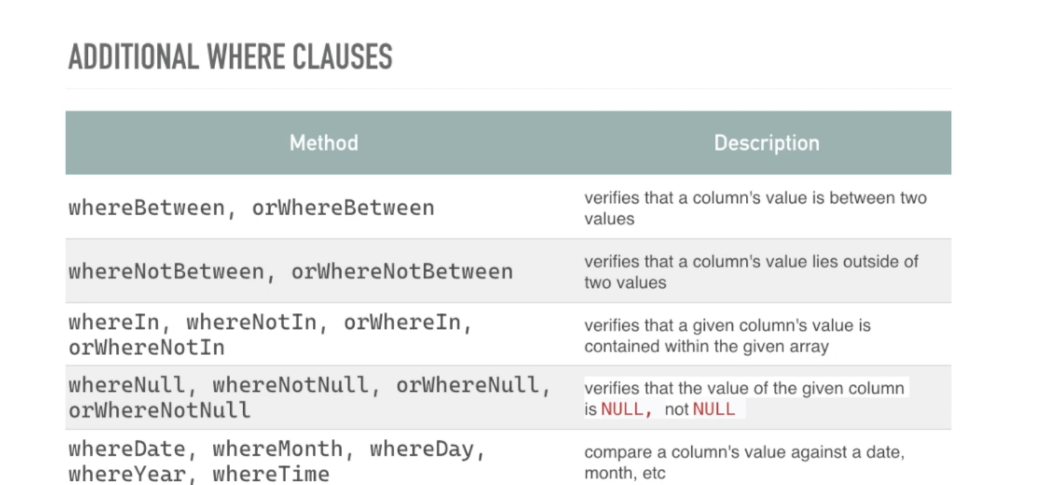 ADDITIONAL WHERE CLAUSES
Method Description
whereBetween, orWhereBetween
verifies that a column's value is between two
values
whereNotBetween, orWhereNotBetween
verifies that a column's value lies outside of
two values
whereIn, whereNotIn, orWhereIn,
orWhereNotIn
verifies that a given column's value is
contained within the given array
whereNull, whereNotNull, orWhereNull,
orWhereNotNull
verifies that the value of the given column
is NULL, not NULL
whereDate, whereMonth, whereDay,
whereYear, whereTime
compare a column's value against a date,
month, etc